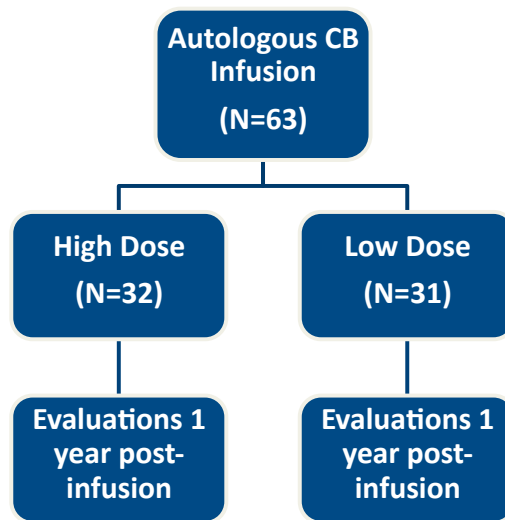 Autologous CB
Infusion
(N=63)
High Dose
(N=32)
Low Dose
(N=31)
Evaluations 1
year post-
infusion
Evaluations 1
year post-
infusion